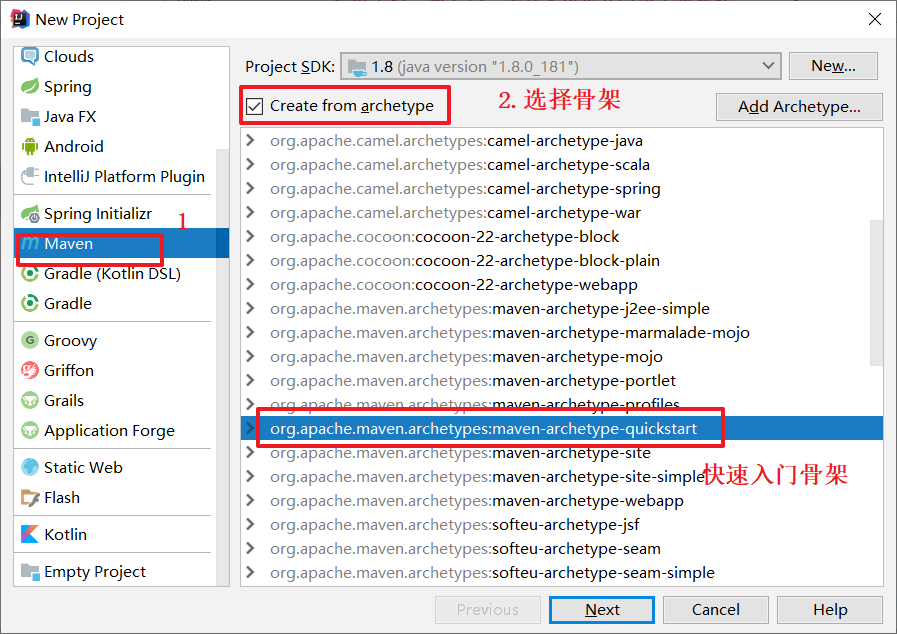 New Project
Clouds
Spring
Java FX
Android
IntelliJ Platform Plugin
Spring Initializr
1
Maven
Gradle (Kotlin DSL)
Gradle
Groovy
Griffon
Grails
Application Forge
Static Web
Flash
Kotlin
Empty Project
Project SDK: 1.8 (java version "1.8.0_181") New...
Create from archetype 2. 选择骨架 Add Archetype...
org.apache.camel.archetypes:camel-archetype-java
org.apache.camel.archetypes:camel-archetype-scala
org.apache.camel.archetypes:camel-archetype-spring
org.apache.camel.archetypes:camel-archetype-war
org.apache.cocoon:cocoon-22-archetype-block
org.apache.cocoon:cocoon-22-archetype-block-plain
org.apache.cocoon:cocoon-22-archetype-webapp
org.apache.maven.archetypes:maven-archetype-j2ee-simple
org.apache.maven.archetypes:maven-archetype-marmalade-mojo
org.apache.maven.archetypes:maven-archetype-mojo
org.apache.maven.archetypes:maven-archetype-portlet
org.apache.maven.archetypes:maven-archetype-profiles
org.apache.maven.archetypes:maven-archetype-quickstart
org.apache.maven.archetypes:maven-archetype-site
org.apache.maven.archetypes:maven-archetype-site-simple
快速入门骨架
org.apache.maven.archetypes:maven-archetype-webapp
org.apache.maven.archetypes:softeu-archetype-jsf
org.apache.maven.archetypes:softeu-archetype-seam
org.apache.maven.archetypes:softeu-archetype-seam-simple
Previous Next Cancel Help